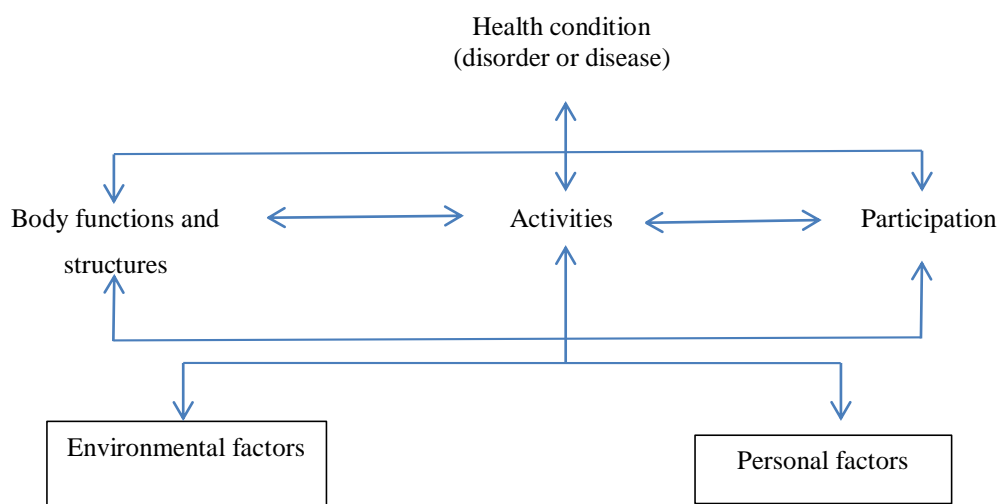 Health condition
(disorder or disease)
Body functions and
structures
Activities
Participation
Environmental factors
Personal factors